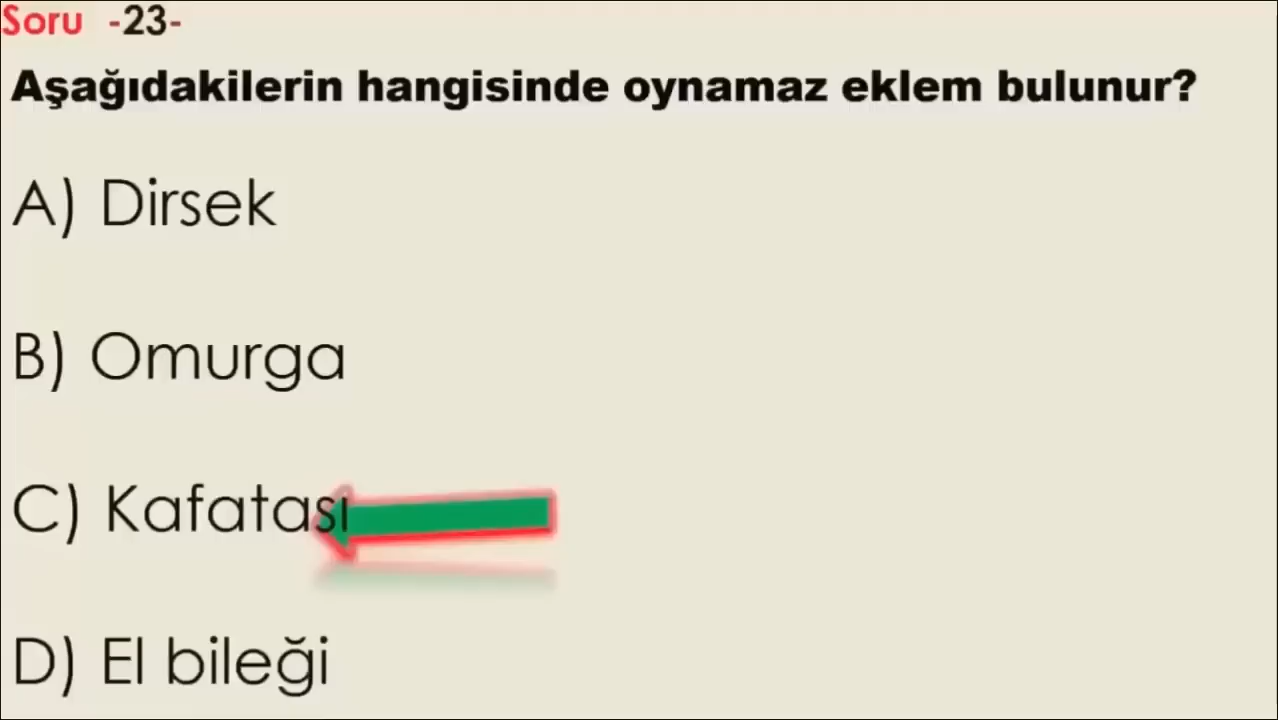 Soru -23-
Aşağıdakilerin hangisinde oynamaz eklem bulunur?
A) Dirsek
B) Omurga
C) Kafatası
D) El bileği